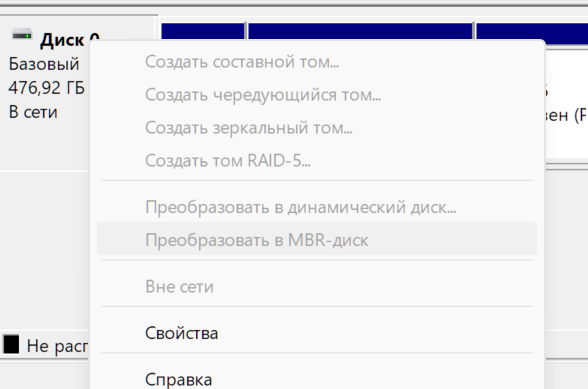 Диск 0
Базовый
476,92 ГБ
В сети
Создать составной том...
Создать чередующийся том...
Создать зеркальный том...
Создать том RAID-5...
Преобразовать в динамический диск...
Преобразовать в MBR-диск
Вне сети
Свойства
Справка
Не расп